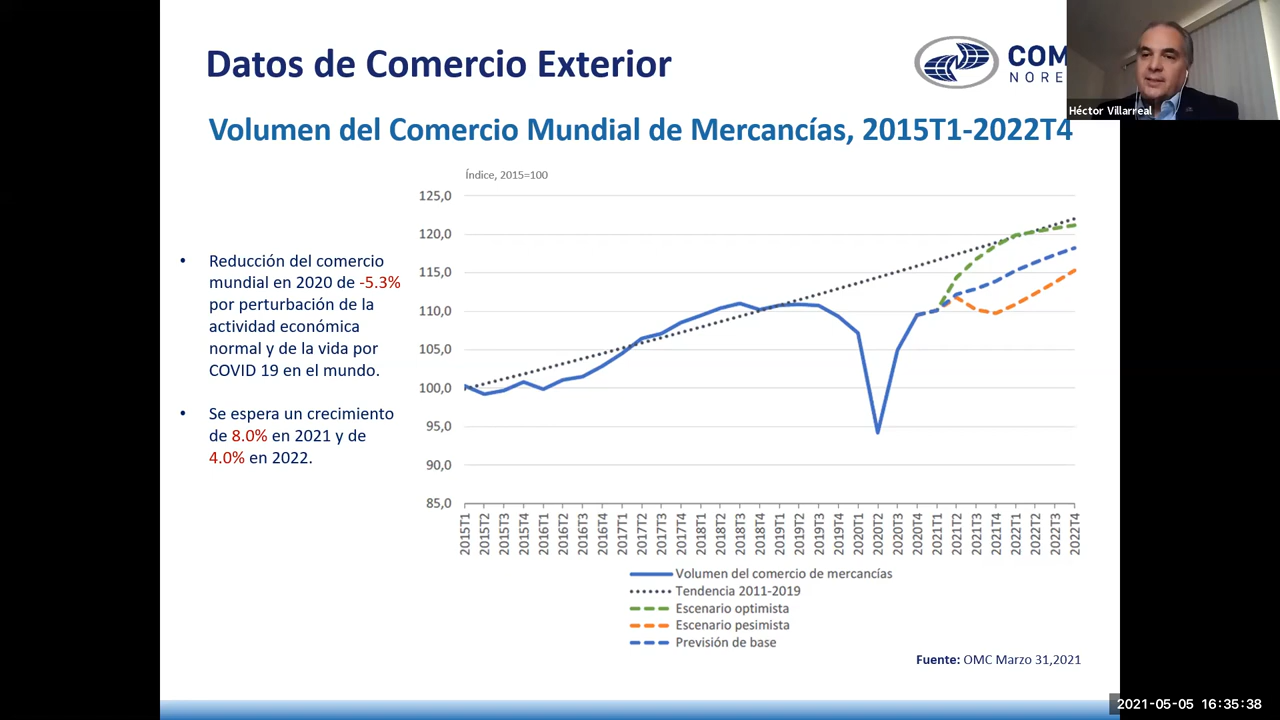 Datos de Comercio Exterior
COM
NORE
Héctor Villarreal
Volumen del Comercio Mundial de Mercancías, 2015T1-2022T4
Índice, 2015=100
125,0
120,0
115,0
110,0
105,0
100,0
95,0
90,0
85,0
• Reducción del comercio
mundial en 2020 de -5.3%
por perturbación de la
actividad económica
normal y de la vida por
COVID 19 en el mundo.
• Se espera un crecimiento
de 8.0% en 2021 y de
4.0% en 2022.
2015T1
2015T2
2015T3
2015T4
2016T1
2016T2
2016T3
2016T4
2017T1
2017T2
2017T3
2017T4
2018T1
2018T2
2018T3
2018T4
2019T1
2019T2
2019T3
2019T4
2020T1
2020T2
2020T3
2020T4
2021T1
2021T2
2021T3
2021T4
2022T1
2022T2
2022T3
2022T4
Volumen del comercio de mercancías
Tendencia 2011-2019
Escenario optimista
Escenario pesimista
Previsión de base
Fuente: OMC Marzo 31,2021
2021-05-05 16:35:38